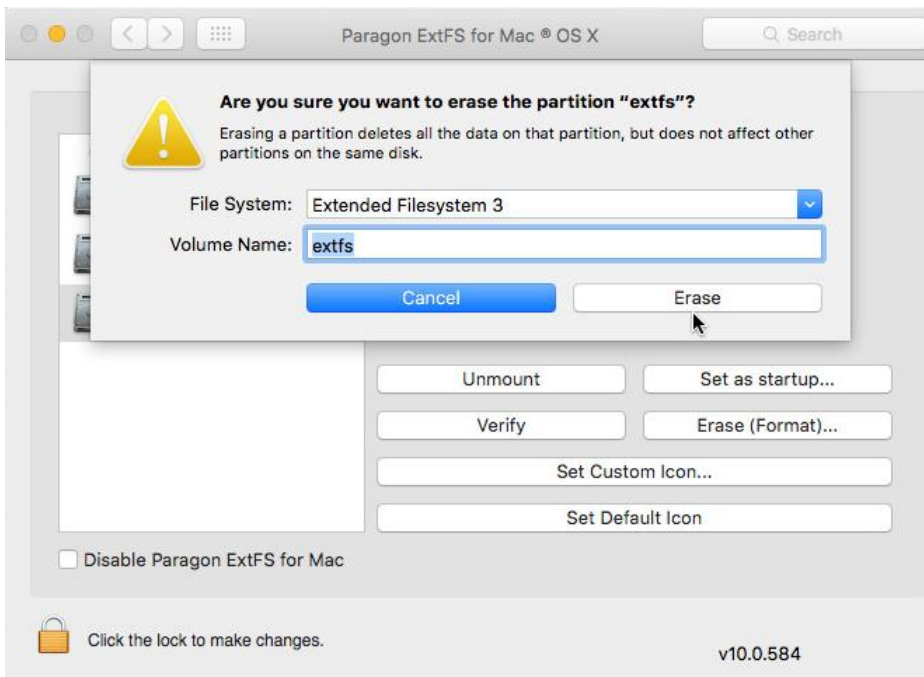 Paragon ExtFS for Mac ® OS X
Search
Are you sure you want to erase the partition “extfs”?
Erasing a partition deletes all the data on that partition, but does not affect other
partitions on the same disk.
File System: Extended Filesystem 3
Volume Name: extfs
Cancel Erase
Unmount Set as startup...
Verify Erase (Format)...
Set Custom Icon...
Set Default Icon
Disable Paragon ExtFS for Mac
Click the lock to make changes.
v10.0.584